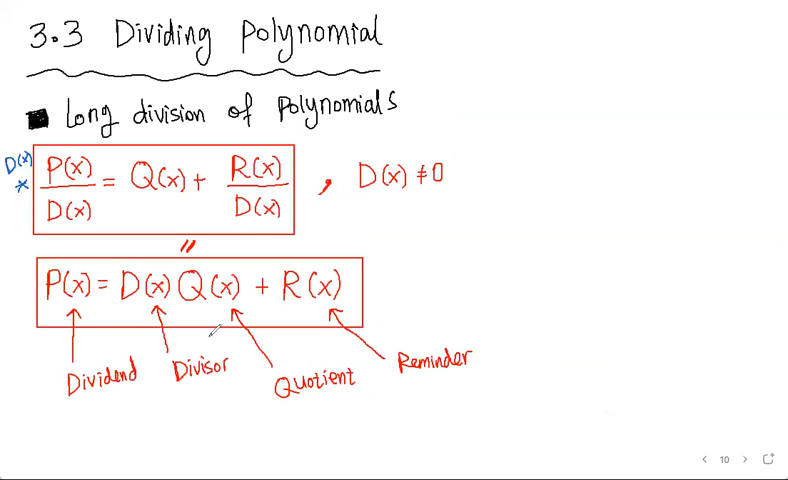 3.3 Dividing Polynomial
Long division of Polynomials
D(x) * P(x)/D(x) = Q(x) + R(x)/D(x) , D(x) ≠ 0
"
P(x) = D(x) Q(x) + R(x)
Dividend Divisor Quotient Reminder
< 10 >